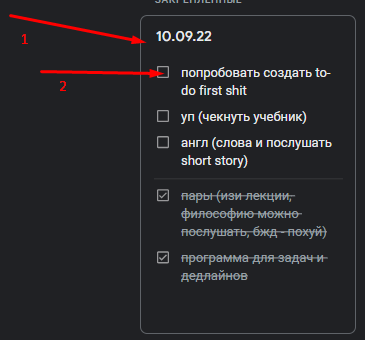 ЗАКРЕПЛЕННЫЕ
10.09.22
1
попробовать создать to-
do first shit
2
уп (чекнуть учебник)
англ (слова и послушать
short story)
пары (изи лекции,
философию можно
послушать, бжд - похуй)
программа для задач и
дедлайнов